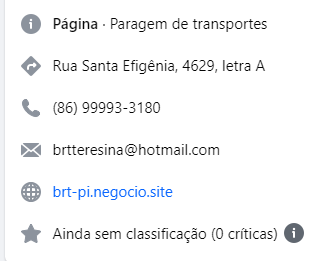 Página · Paragem de transportes
Rua Santa Efigênia, 4629, letra A
(86) 99993-3180
brtteresina@hotmail.com
brt-pi.negocio.site
Ainda sem classificação (0 críticas)